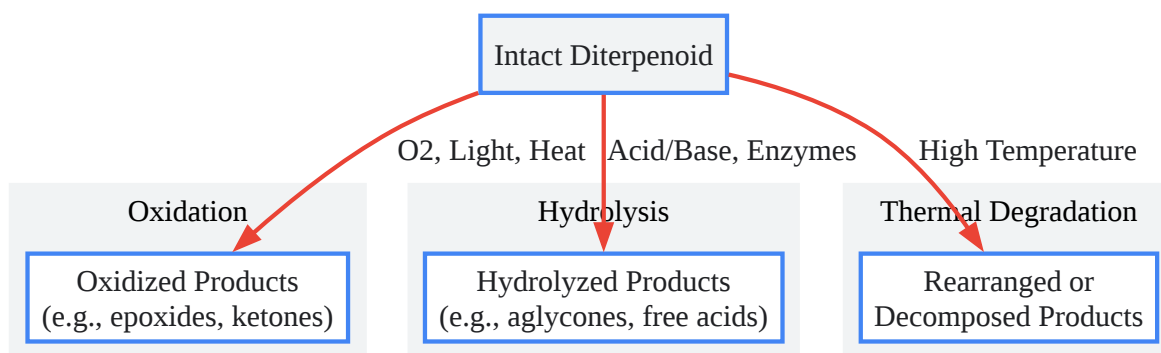 Intact Diterpenoid
O2, Light, Heat
Acid/Base, Enzymes
High Temperature
Oxidation
Hydrolysis
Thermal Degradation
Oxidized Products
(e.g., epoxides, ketones)
Hydrolyzed Products
(e.g., aglycones, free acids)
Rearranged or
Decomposed Products